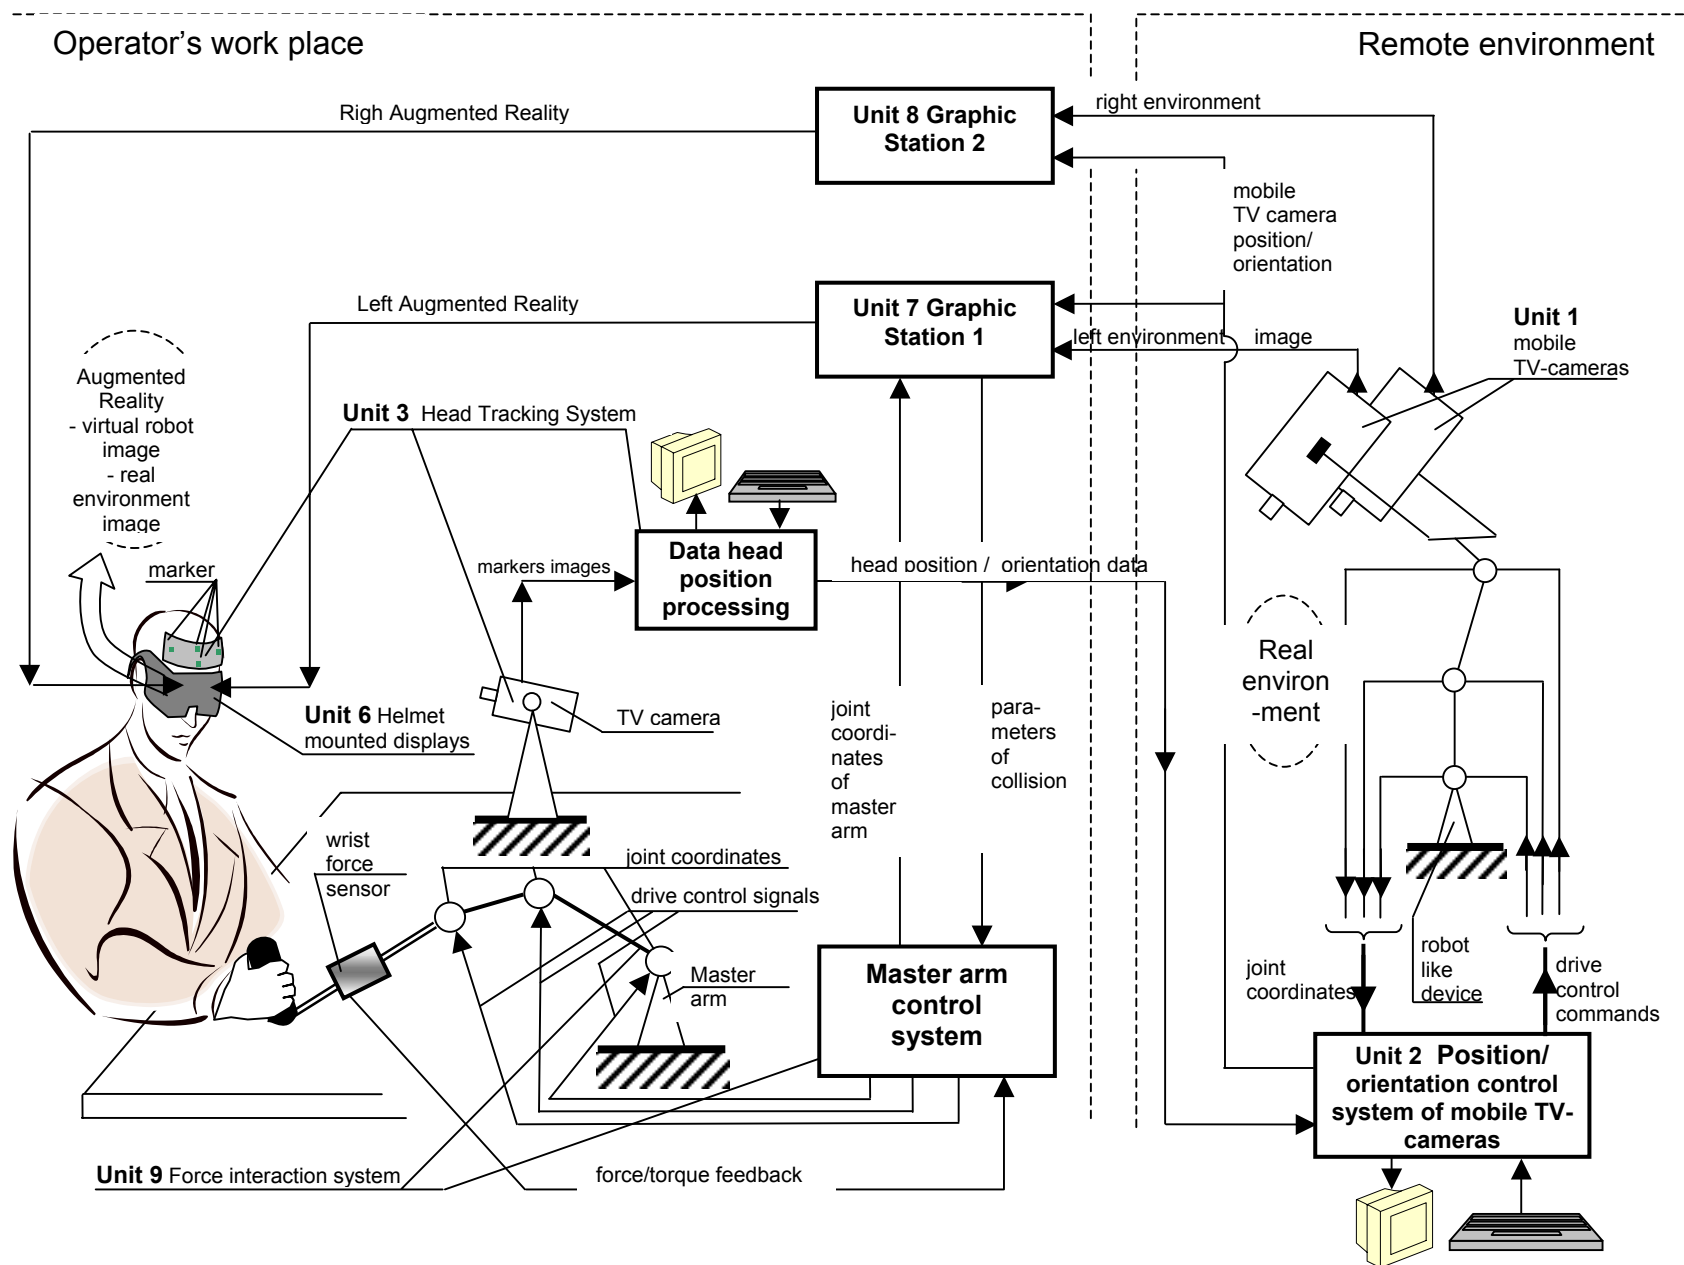 Operator's work place
Remote environment
Righ Augmented Reality
Unit 8 Graphic
Station 2
right environment
mobile
TV camera
position/
orientation
Left Augmented Reality
Unit 7 Graphic
Station 1
left environment
image
Unit 1
mobile
TV-cameras
Augmented
Reality
- virtual robot
image
- real
environment
image
Unit 3 Head Tracking System
marker
markers images
Data head
position
processing
head position / orientation data
Real
environ
-ment
Unit 6 Helmet
mounted displays
TV camera
joint
coordi-
nates
of
master
arm
para-
meters
of
collision
wrist
force
sensor
joint coordinates
drive control signals
Master
arm
Master arm
control
system
joint
coordinates
robot
like
device
drive
control
commands
Unit 2 Position/
orientation control
system of mobile TV-
cameras
Unit 9 Force interaction system
force/torque feedback